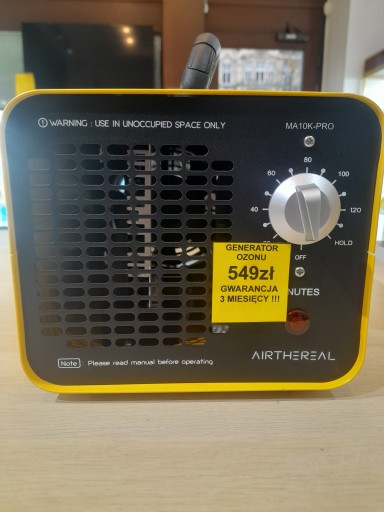 ! WARNING : USE IN UNOCCUPIED SPACE ONLY
MA10K-PRO
80
60
100
40
120
HOLD
OFF
GENERATOR
OZONU
549zł
GWARANCJA
3 MIESIĘCY !!!
NUTES
AIRTHEREAL
Note Please read manual before operating